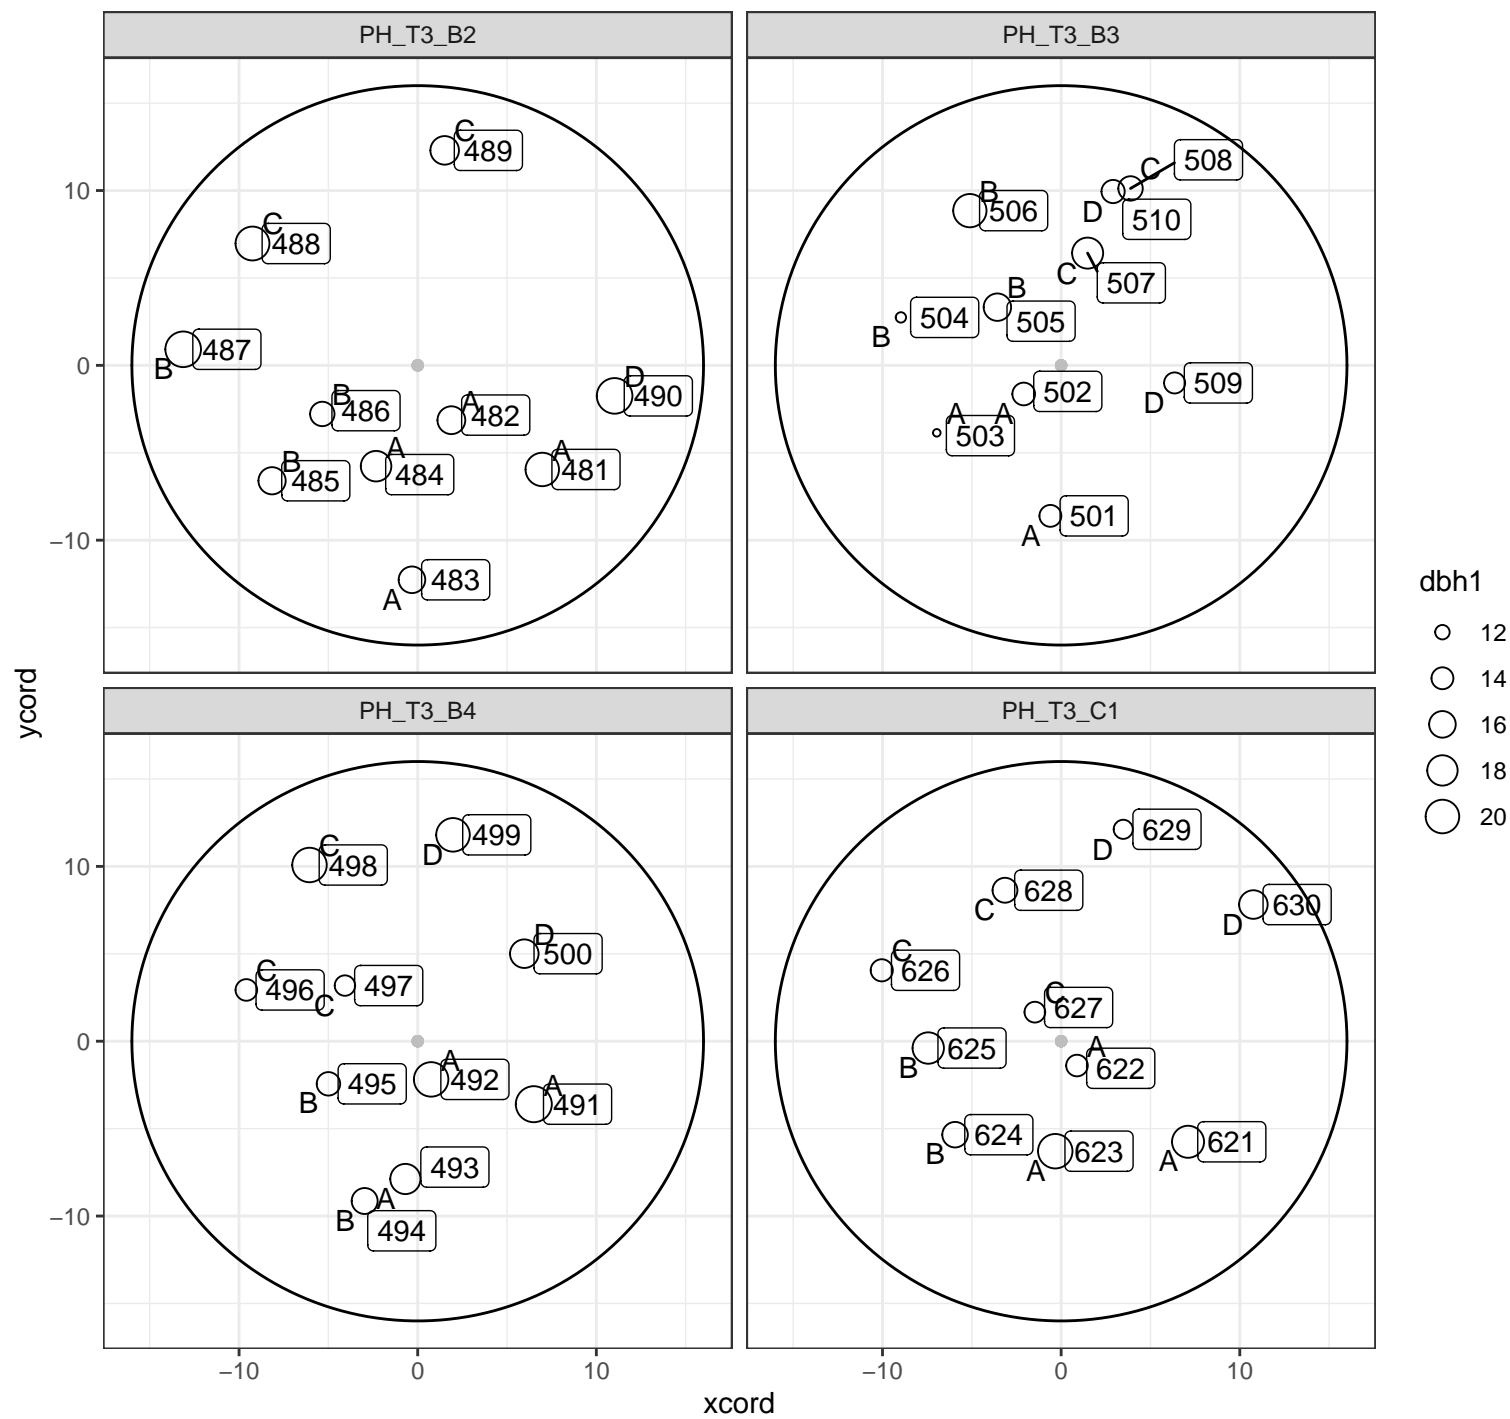 PH_T3_B2
PH_T3_B3
C
489
C
488
487
B
B
486
A
482
D
490
A
484
A
481
B
485
483
A
10
0
−10
C
508
D
510
B
506
C
507
B
505
504
B
502
509
D
A
A
503
501
A
ycord
PH_T3_B4
PH_T3_C1
499
D
C
498
D
500
C
496
497
C
A
492
A
491
495
B
493
A
B
494
10
0
−10
629
D
628
C
630
D
C
626
C
627
625
B
A
622
624
B
623
A
621
A
−10
0
10
−10
0
10
xcord
dbh1
12
14
16
18
20